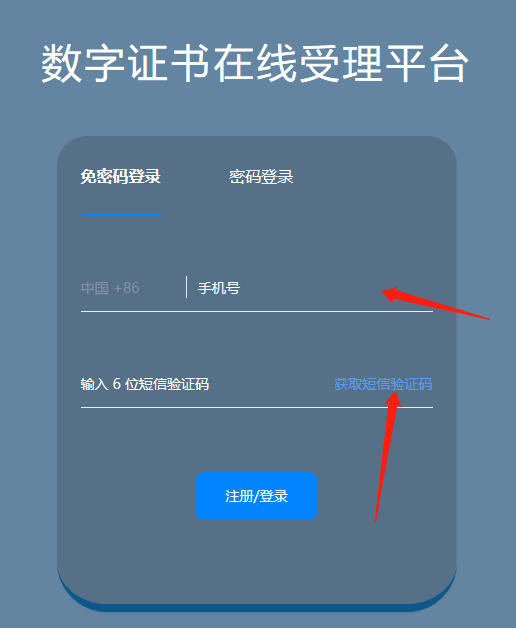 数字证书在线受理平台
免密码登录 密码登录
中国 +86 手机号
输入 6 位短信验证码 获取短信验证码
注册/登录